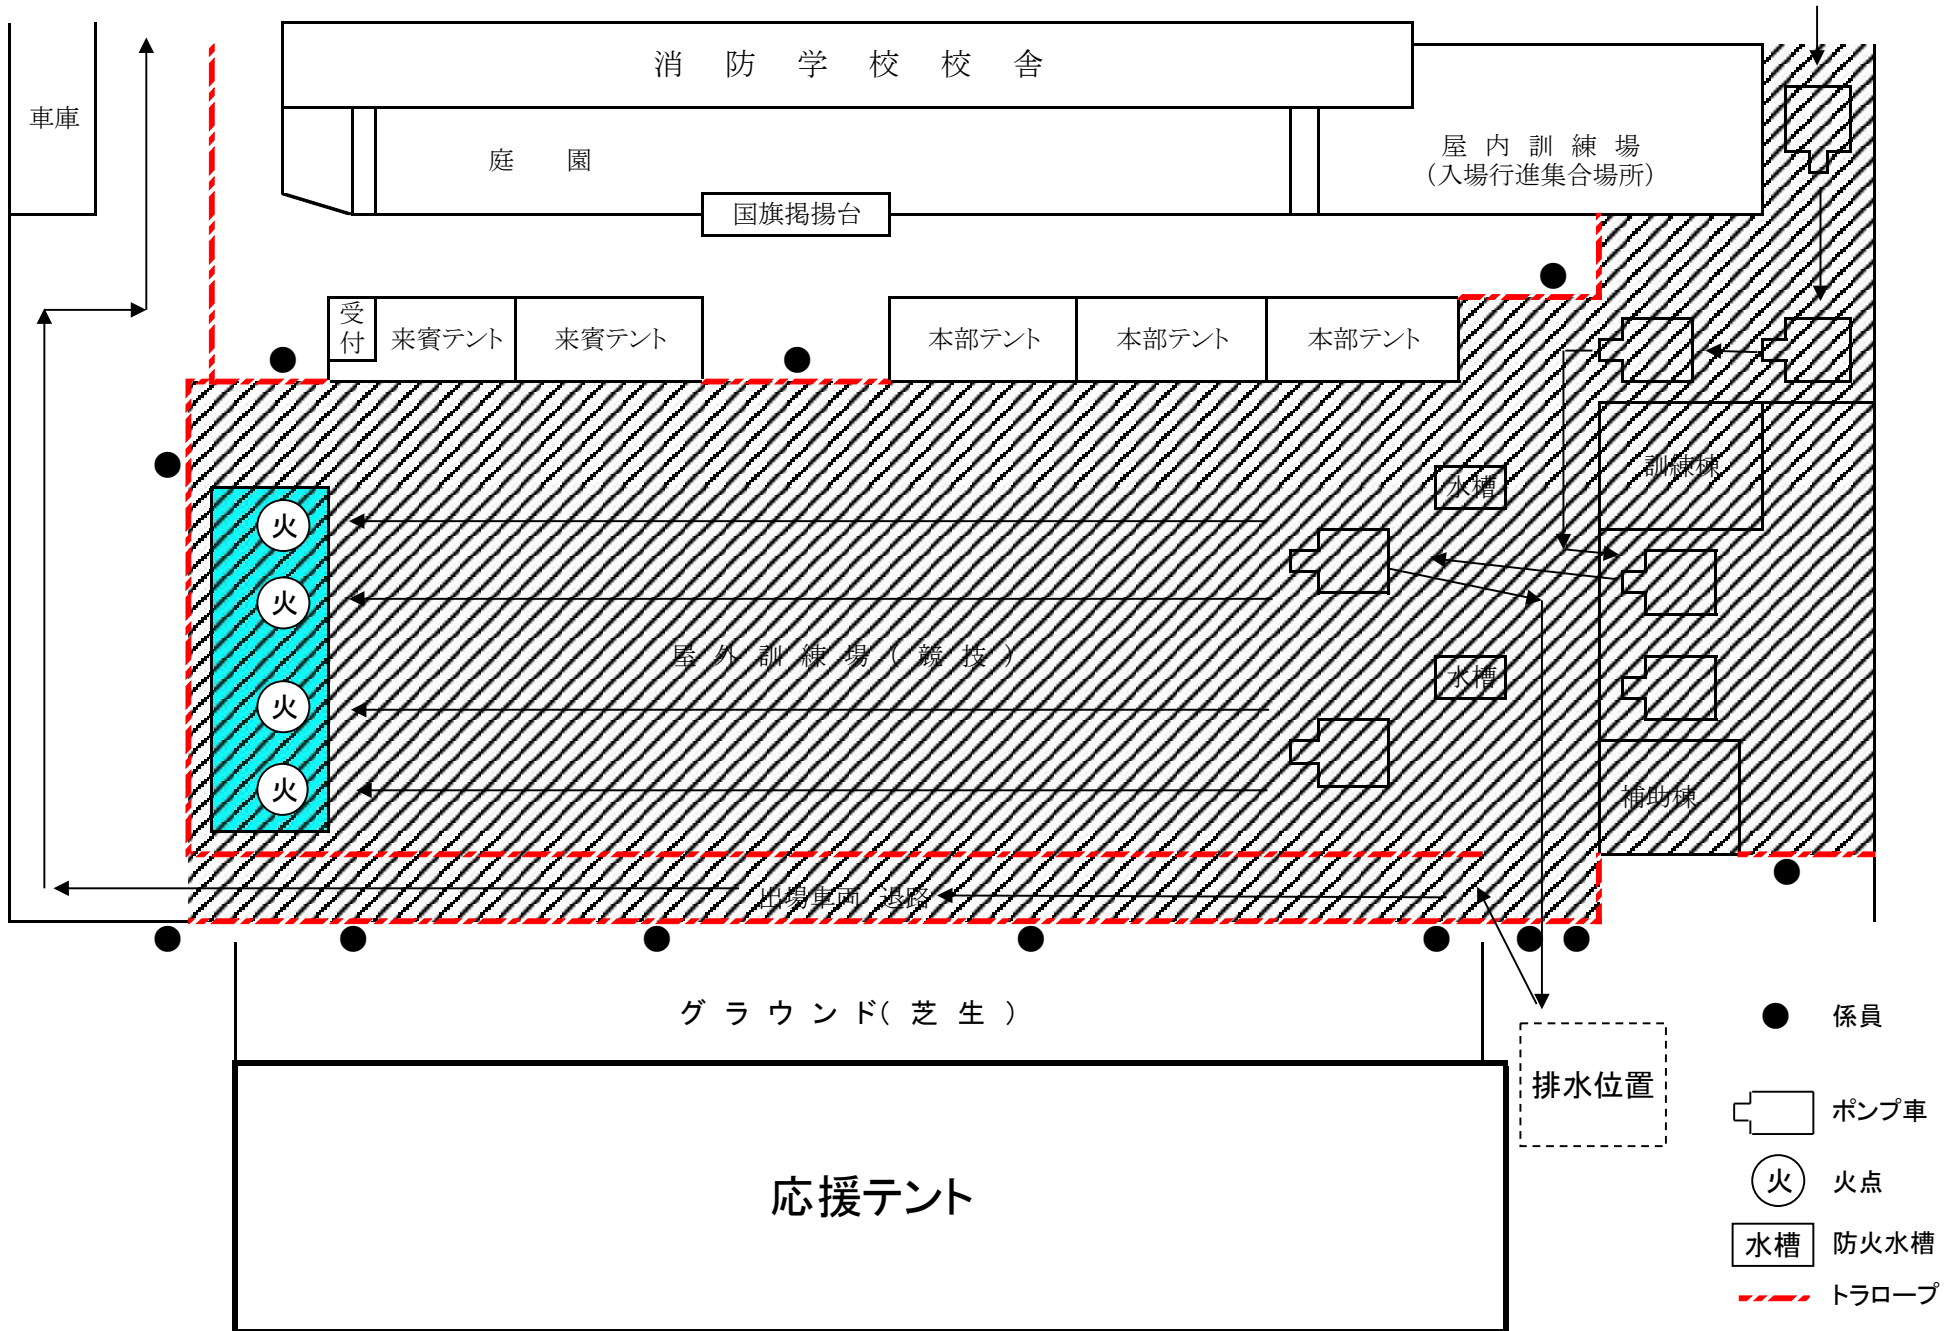 消防学校校舎
車庫
屋内訓練場
(入場行進集合場所)
庭園
国旗掲揚台
受付
来賓テント
来賓テント
本部テント
本部テント
本部テント
訓練棟
水槽
火
火
屋外訓練場(競技)
水槽
火
火
補助棟
出場車両 退路
グラウンド(芝生)
係員
排水位置
ポンプ車
火
火点
応援テント
水槽
防火水槽
トラロープ